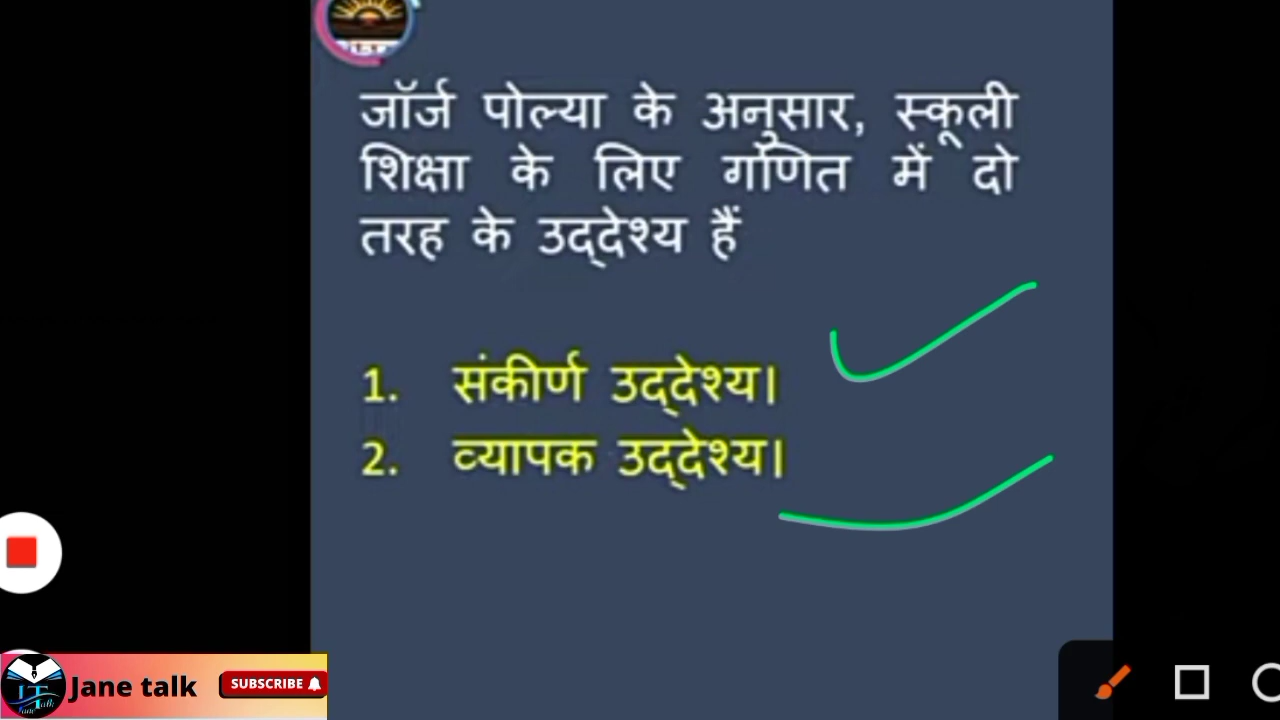 जॉर्ज पोल्या के अनुसार, स्कूली
शिक्षा के लिए गणित में दो
तरह के उद्देश्य हैं
1. संकीर्ण उद्देश्य।
2. व्यापक उद्देश्य।
Jane talk
SUBSCRIBE